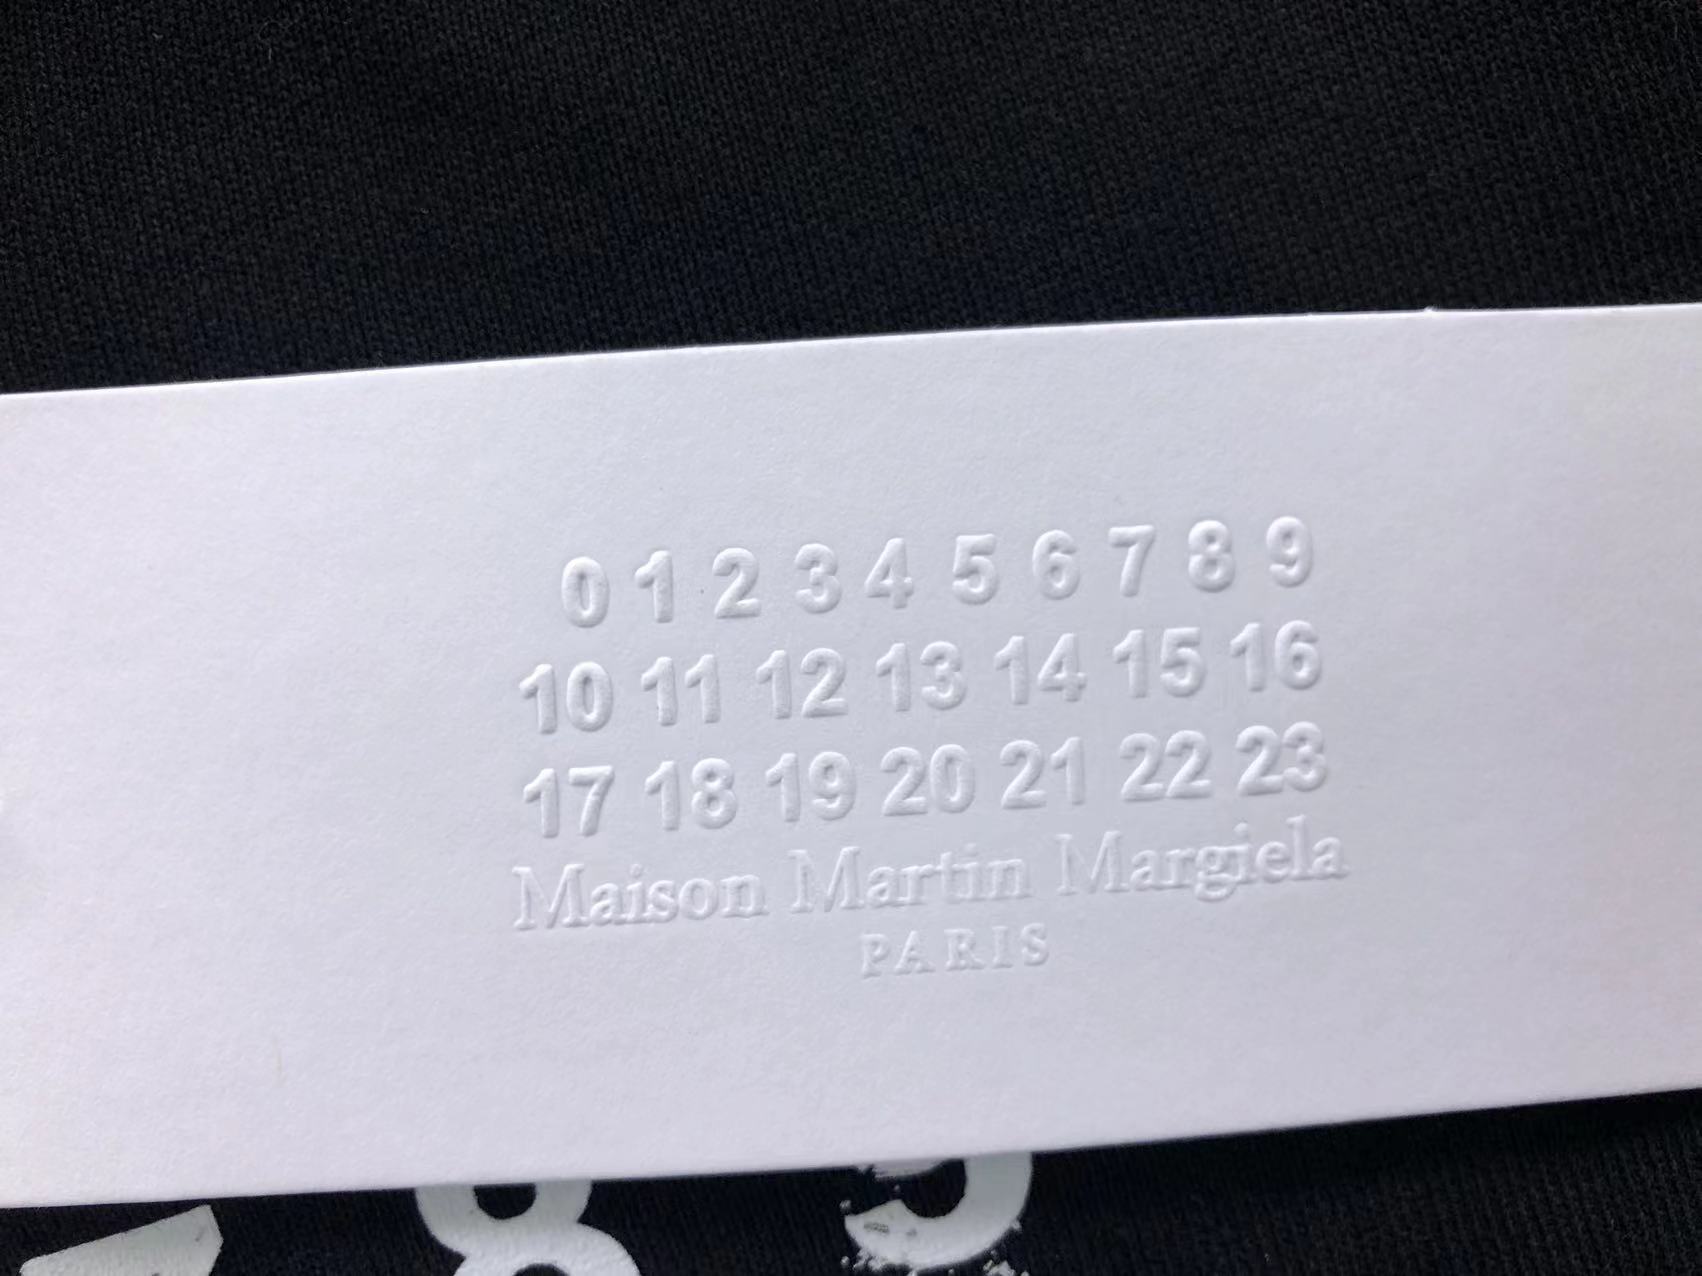 0 1 2 3 4 5 6 7 8 9
10 11 12 13 14 15 16
17 18 19 20 21 22 23
Maison Martin Margiela
PARIS
8